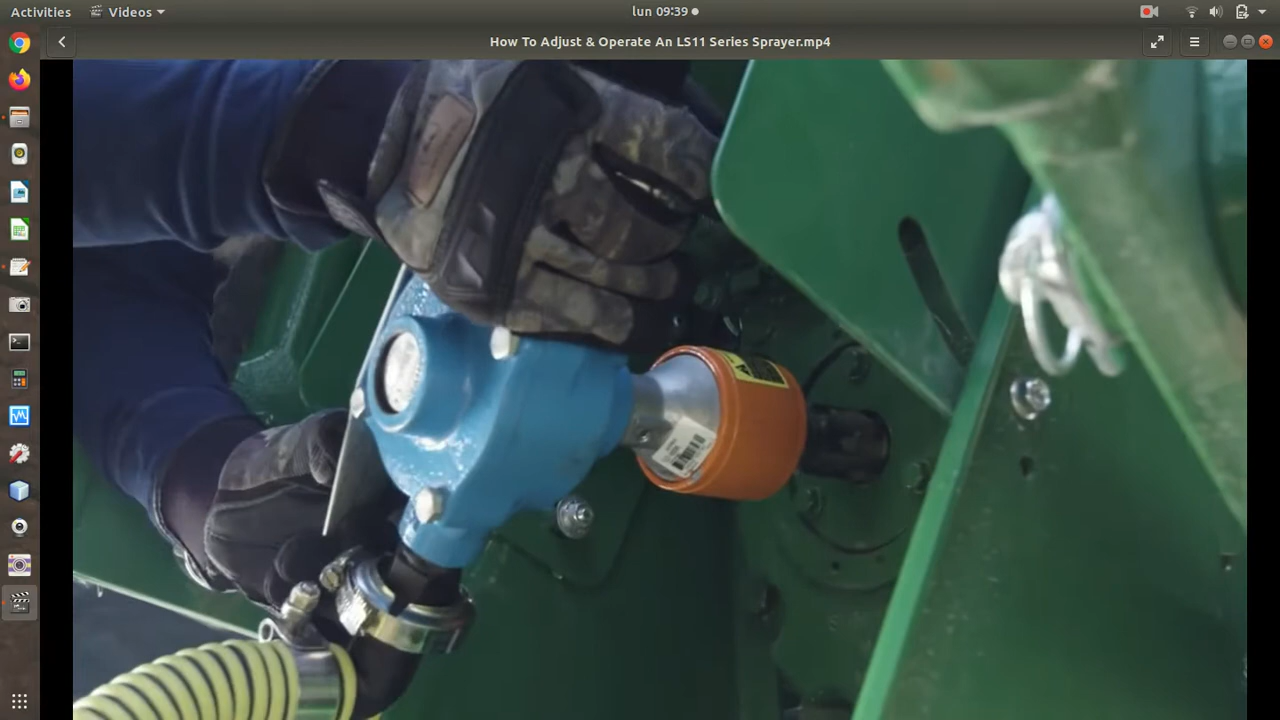 Activities
Videos
lun 09:39
How To Adjust & Operate An LS11 Series Sprayer.mp4